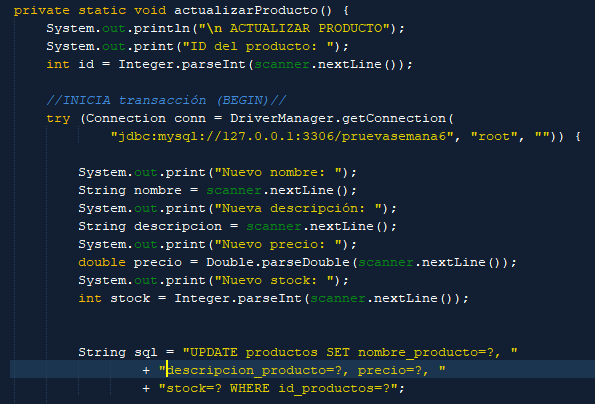 private static void actualizarProducto() {
System.out.println("\n ACTUALIZAR PRODUCTO");
System.out.print("ID del producto: ");
int id = Integer.parseInt(scanner.nextLine());
//INICIA transacción (BEGIN)//
try (Connection conn = DriverManager.getConnection(
"jdbc:mysql://127.0.0.1:3306/pruevasemana6", "root", "")) {
System.out.print("Nuevo nombre: ");
String nombre = scanner.nextLine();
System.out.print("Nueva descripción: ");
String descripcion = scanner.nextLine();
System.out.print("Nuevo precio: ");
double precio = Double.parseDouble(scanner.nextLine());
System.out.print("Nuevo stock: ");
int stock = Integer.parseInt(scanner.nextLine());
String sql = "UPDATE productos SET nombre_producto=?, "
+ "descripcion_producto=?, precio=?, "
+ "stock=? WHERE id_productos=?";